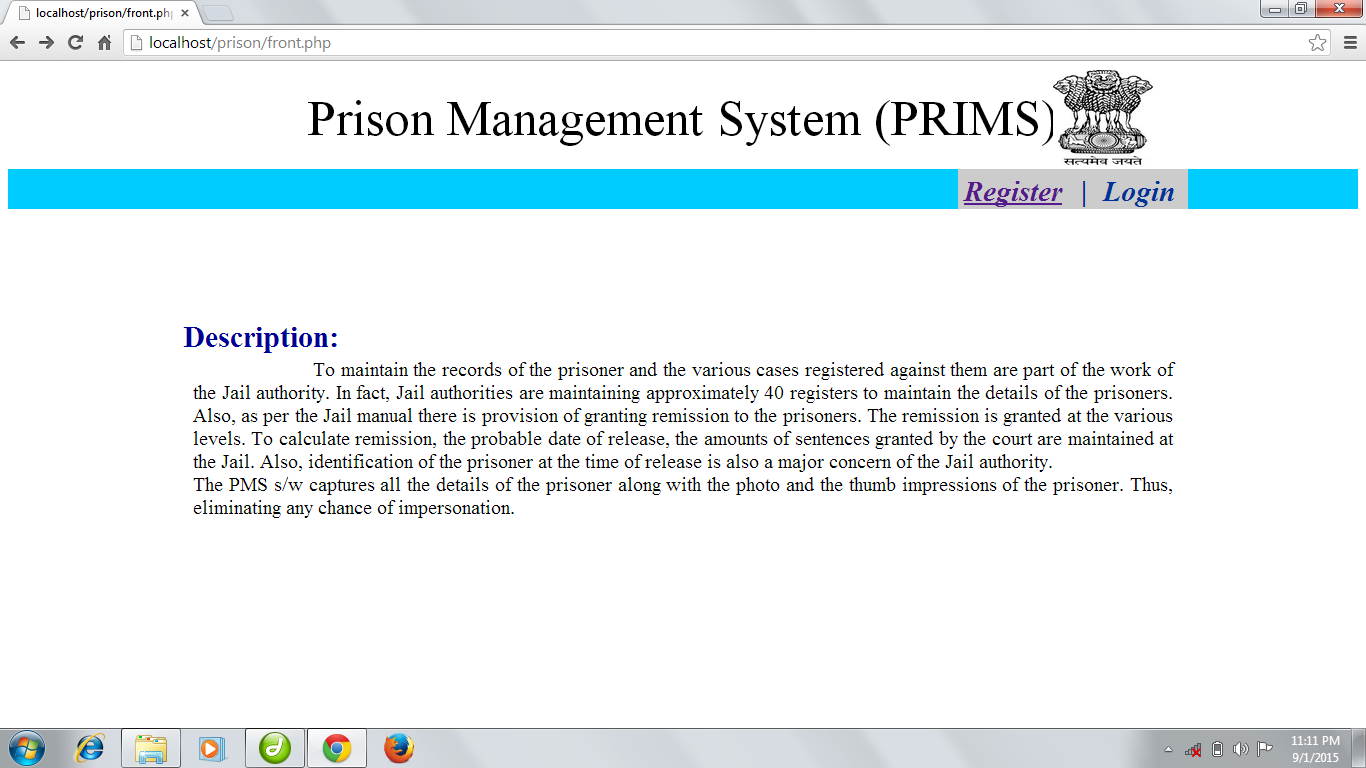 localhost/prison/front.php
localhost/prison/front.php
Prison Management System (PRIMS)
सत्यमेव जयते
Register | Login
Description:
To maintain the records of the prisoner and the various cases registered against them are part of the work of
the Jail authority. In fact, Jail authorities are maintaining approximately 40 registers to maintain the details of the prisoners.
Also, as per the Jail manual there is provision of granting remission to the prisoners. The remission is granted at the various
levels. To calculate remission, the probable date of release, the amounts of sentences granted by the court are maintained at
the Jail. Also, identification of the prisoner at the time of release is also a major concern of the Jail authority.
The PMS s/w captures all the details of the prisoner along with the photo and the thumb impressions of the prisoner. Thus,
eliminating any chance of impersonation.
11:11 PM
9/1/2015